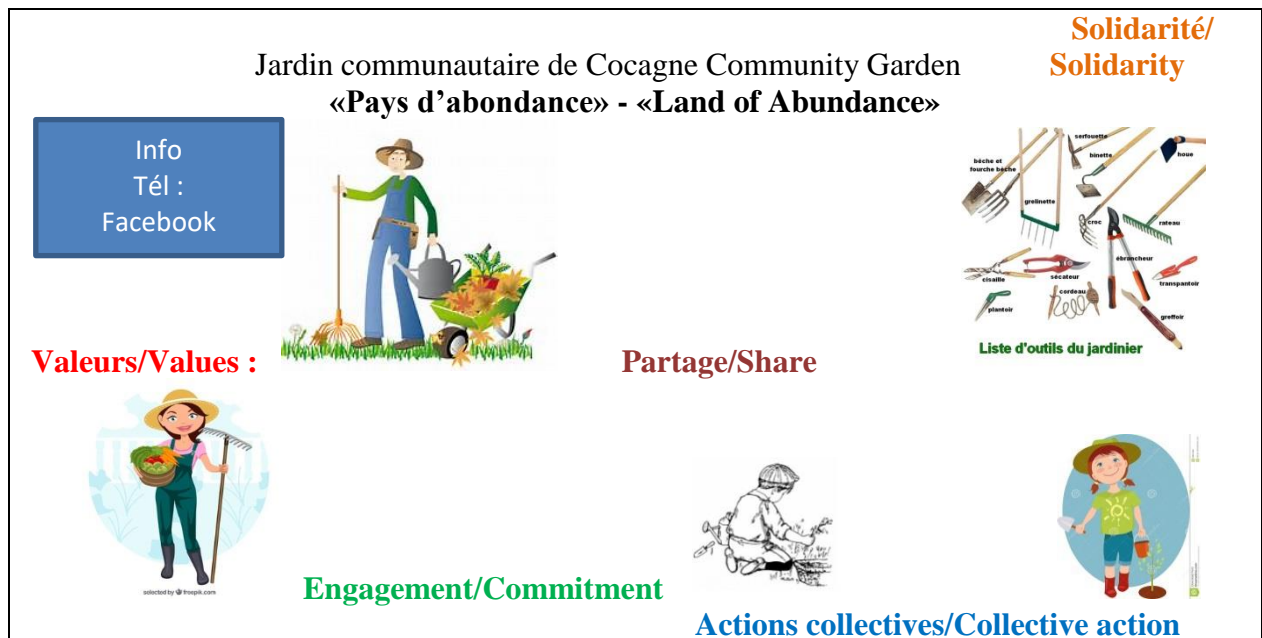 Solidarité/
Solidarity
Jardin communautaire de Cocagne Community Garden
«Pays d’abondance» - «Land of Abundance»
Info
Tél :
Facebook
serfouette
binette
houe
bêche et
fourche bêche
grelinette
croc
rateau
ébrancheur
cisaille
sécateur
transpantoir
cordeau
plantoir
greffoir
Liste d'outils du jardinier
Valeurs/Values :
Partage/Share
selected by freepik.com
Engagement/Commitment
Actions collectives/Collective action